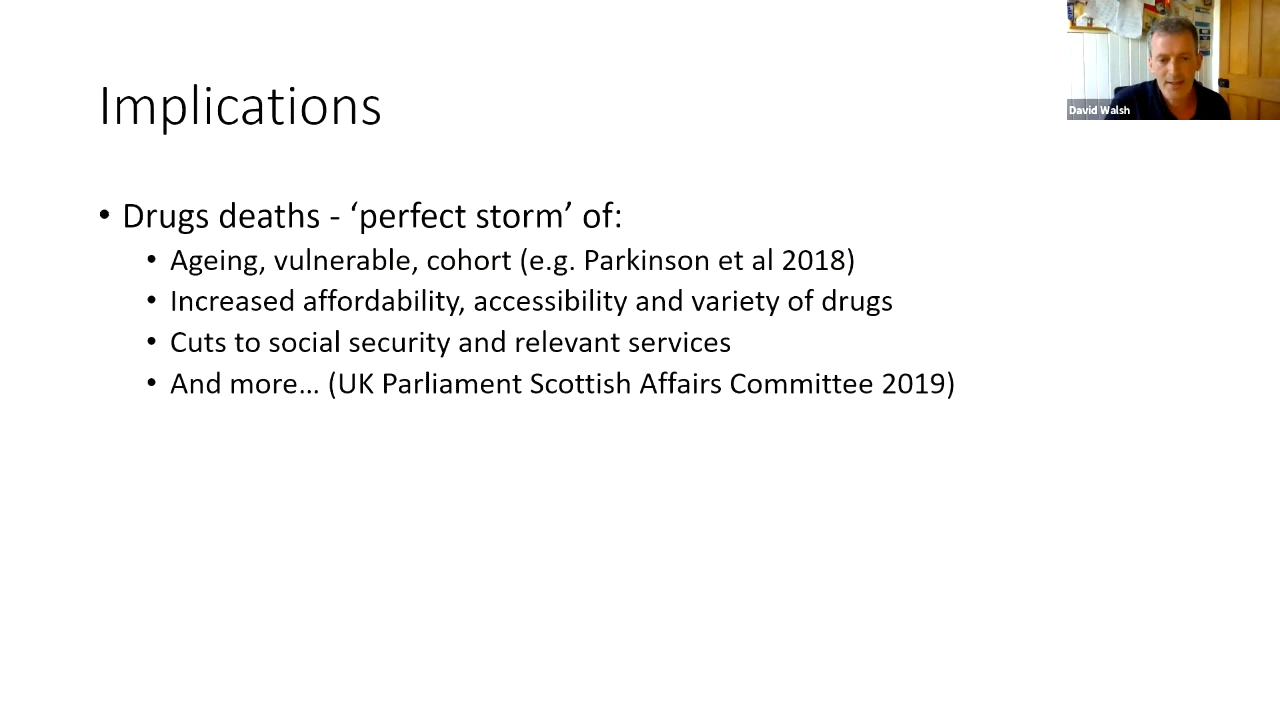 Implications
David Walsh
• Drugs deaths - ‘perfect storm’ of:
• Ageing, vulnerable, cohort (e.g. Parkinson et al 2018)
• Increased affordability, accessibility and variety of drugs
• Cuts to social security and relevant services
• And more… (UK Parliament Scottish Affairs Committee 2019)